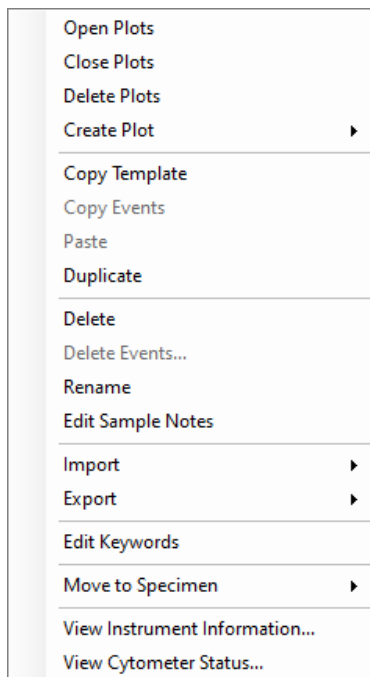 Open Plots
Close Plots
Delete Plots
Create Plot
Copy Template
Copy Events
Paste
Duplicate
Delete
Delete Events...
Rename
Edit Sample Notes
Import
Export
Edit Keywords
Move to Specimen
View Instrument Information...
View Cytometer Status...